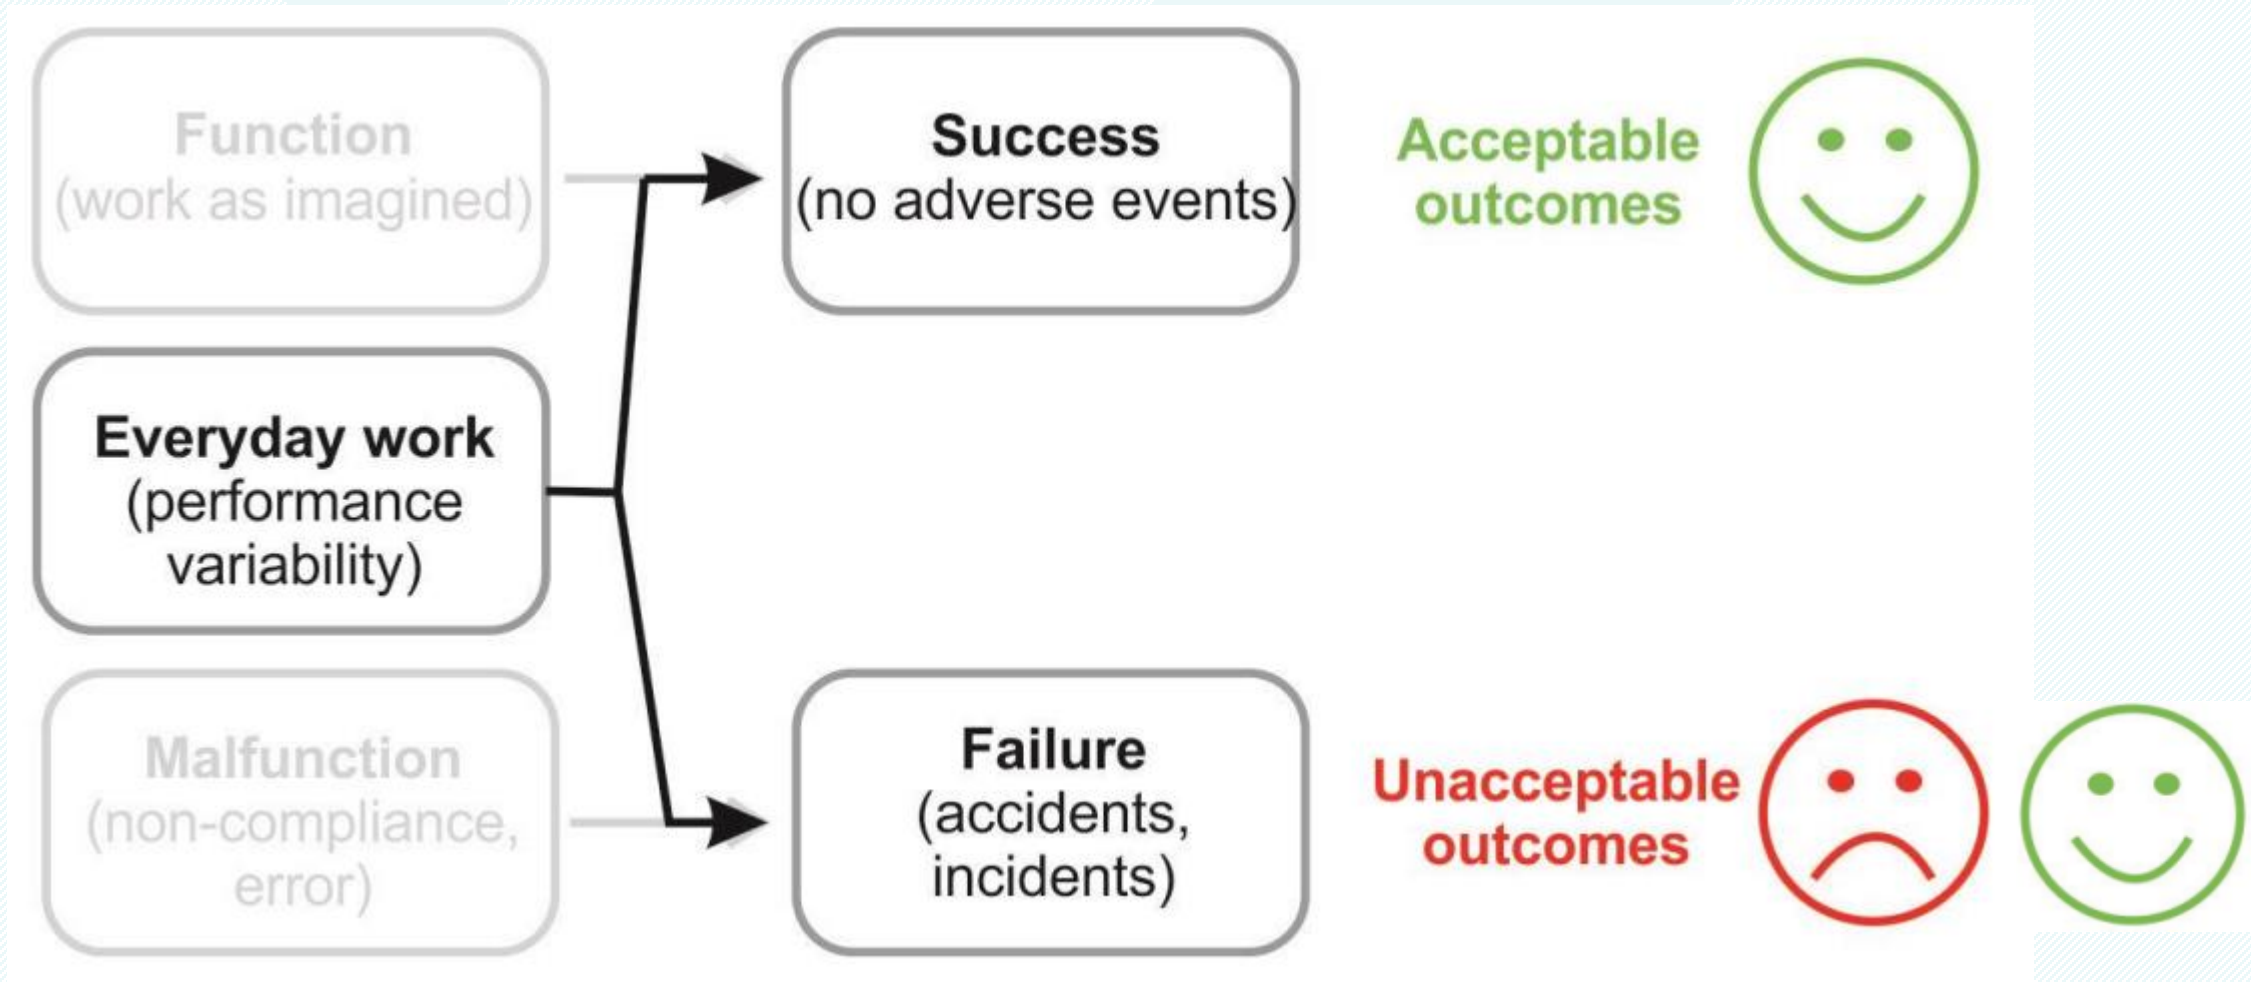 Function
(work as imagined)
Success
(no adverse events)
Acceptable
outcomes
Everyday work
(performance
variability)
Malfunction
(non-compliance,
error)
Failure
(accidents,
incidents)
Unacceptable
outcomes